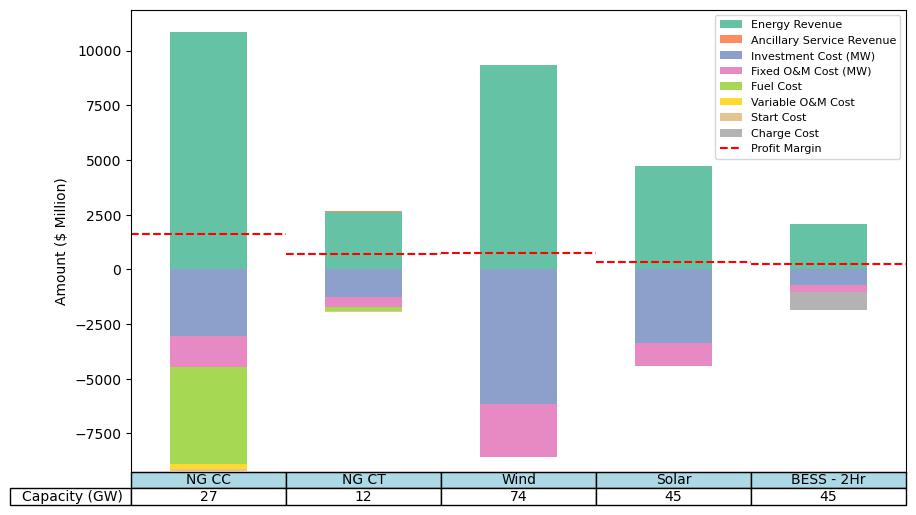 Energy Revenue
Ancillary Service Revenue
Investment Cost (MW)
Fixed O&M Cost (MW)
Fuel Cost
Variable O&M Cost
Start Cost
Charge Cost
Profit Margin
Amount ($ Million)
10000
7500
5000
2500
0
−2500
−5000
−7500
NG CC NG CT Wind Solar BESS - 2Hr
Capacity (GW) 27 12 74 45 45